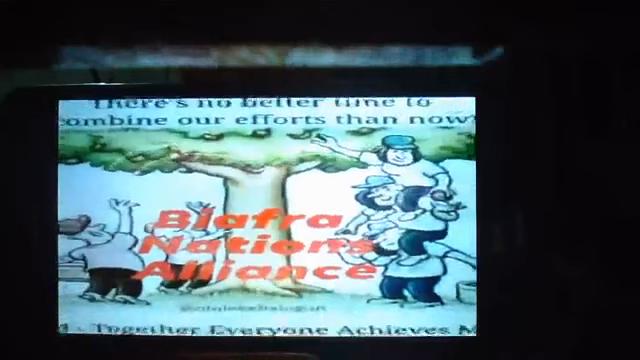 There's no better time to
combine our efforts than now?
Biafra
Nations
Alliance
- Together Everyone Achieves M